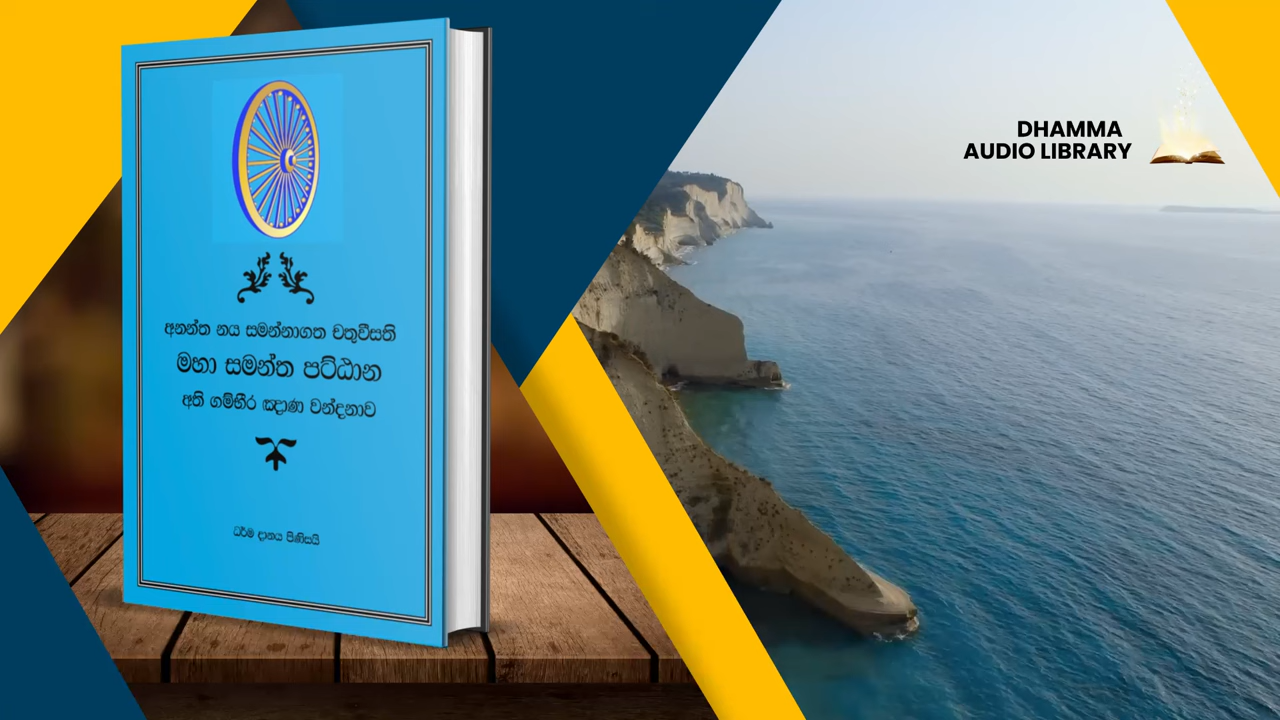 අනන්ත නය සමන්නාගත චතුවීසති
මහා සමන්ත පට්ඨාන
අති ගම්භීර ඤාණ වන්දනාව
ධර්ම දානය පිණිසයි
DHAMMA
AUDIO LIBRARY